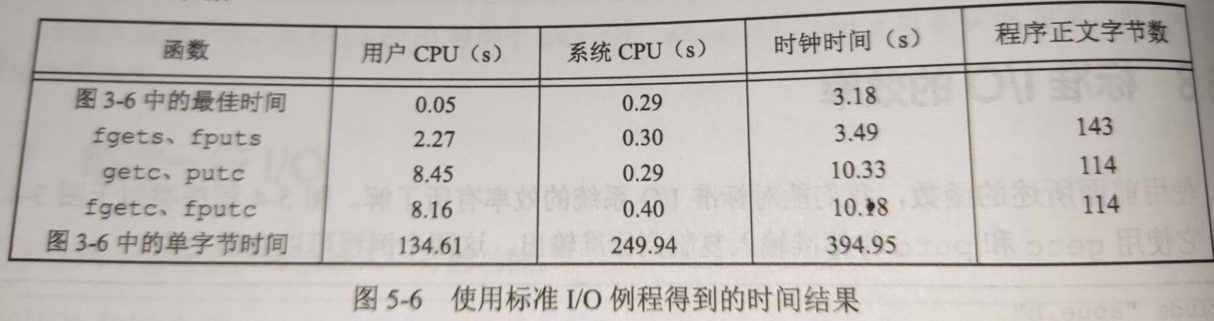 函数 用户 CPU（s） 系统 CPU（s） 时钟时间（s） 程序正文字节数
图 3-6 中的最佳时间 0.05 0.29 3.18
fgets、fputs 2.27 0.30 3.49 143
getc、putc 8.45 0.29 10.33 114
fgetc、fputc 8.16 0.40 10.18 114
图 3-6 中的单字节时间 134.61 249.94 394.95
图 5-6 使用标准 I/O 例程得到的时间结果